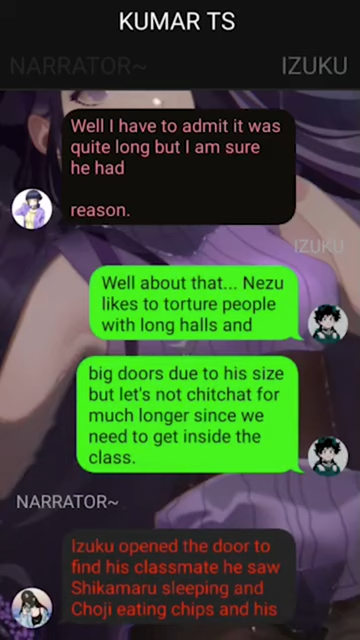 KUMAR TS
NARRATOR~ IZUKU
Well I have to admit it was
quite long but I am sure
he had
reason.
IZUKU
Well about that... Nezu
likes to torture people
with long halls and
big doors due to his size
but let's not chitchat for
much longer since we
need to get inside the
class.
NARRATOR~
Izuku opened the door to
find his classmate he saw
Shikamaru sleeping and
Choji eating chips and his